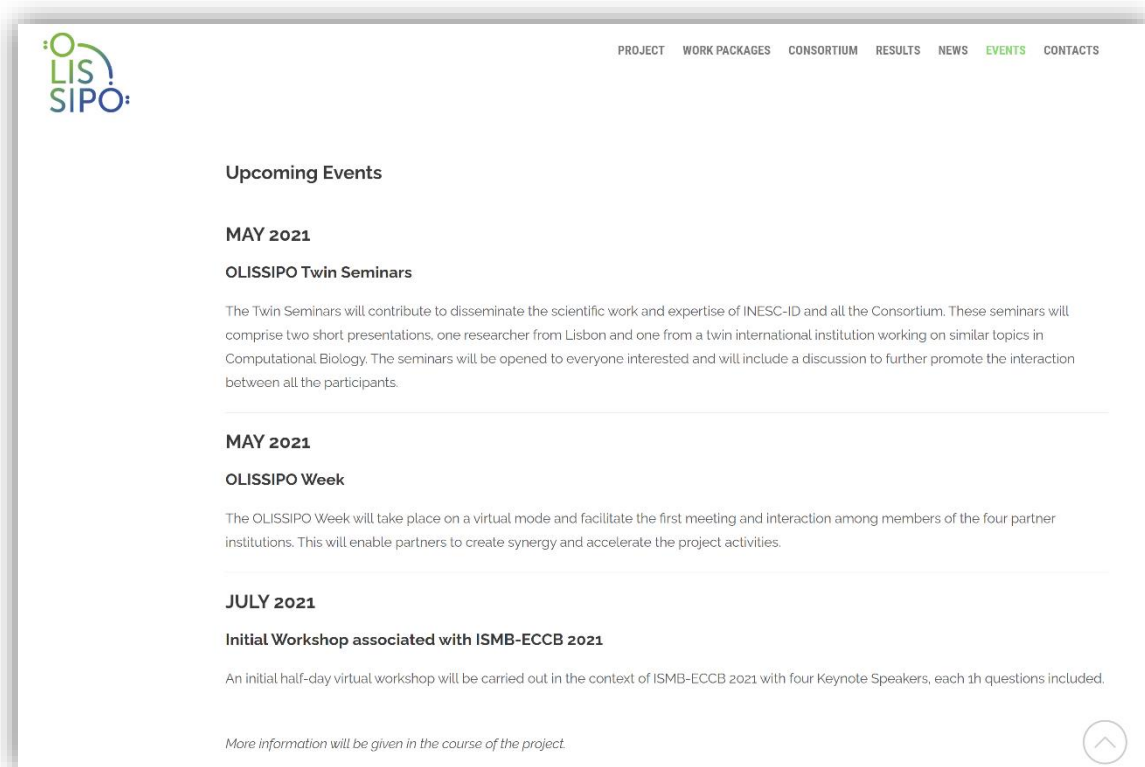 OLISSIPO
PROJECT WORK PACKAGES CONSORTIUM RESULTS NEWS EVENTS CONTACTS
Upcoming Events
MAY 2021
OLISSIPO Twin Seminars
The Twin Seminars will contribute to disseminate the scientific work and expertise of INESC-ID and all the Consortium. These seminars will
comprise two short presentations, one researcher from Lisbon and one from a twin international institution working on similar topics in
Computational Biology. The seminars will be opened to everyone interested and will include a discussion to further promote the interaction
between all the participants.
MAY 2021
OLISSIPO Week
The OLISSIPO Week will take place on a virtual mode and facilitate the first meeting and interaction among members of the four partner
institutions. This will enable partners to create synergy and accelerate the project activities.
JULY 2021
Initial Workshop associated with ISMB-ECCB 2021
An initial half-day virtual workshop will be carried out in the context of ISMB-ECCB 2021 with four Keynote Speakers, each 1h questions included.
More information will be given in the course of the project.